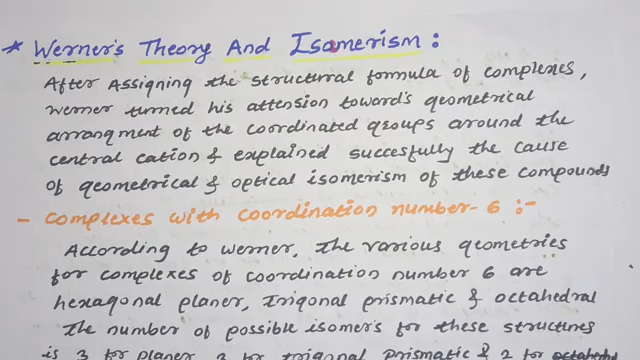 * Werner's Theory And Isomerism :
After Assigning the structural formula of complexes,
Werner turned his attension toward's geometrical
arrangment of the coordinated groups around the
central cation & explained succesfully the cause
of geometrical & optical isomerism of these compounds
- Complexes with coordination number-6 :-
According to werner, The various geometries
for complexes of coordination number 6 are
hexagonal planer, Trigonal prismatic & octahedral
The number of possible isomers for these structures
is 3 for planer, 3 for trigonal prismatic & 2 for octahedral